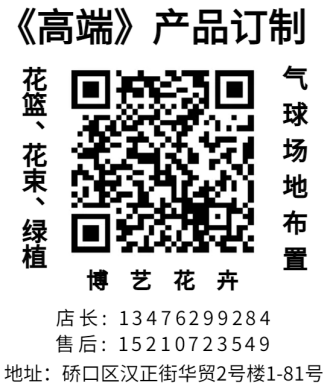 《高端》产品订制
花篮、花束、绿植
气球场地布置
博艺花卉
店长: 13476299284
售后: 15210723549
地址: 硚口区汉正街华贸2号楼1-81号